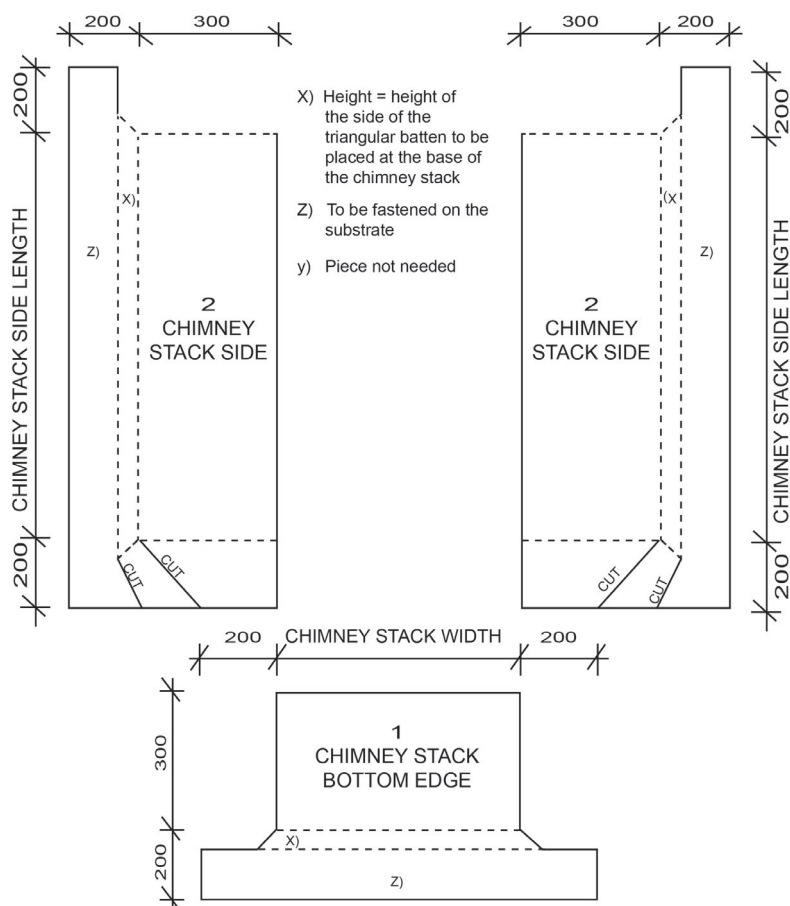 200
300
300
200
200
200
X) Height = height of
the side of the
triangular batten to be
placed at the base of
the chimney stack
Z) To be fastened on the
substrate
y) Piece not needed
X)
(X
Z)
Z)
CHIMNEY STACK SIDE LENGTH
2
CHIMNEY
STACK SIDE
2
CHIMNEY
STACK SIDE
CHIMNEY STACK SIDE LENGTH
200
CUT
CUT
CUT
CUT
200
200
CHIMNEY STACK WIDTH
200
300
1
CHIMNEY STACK
BOTTOM EDGE
X)
200
Z)